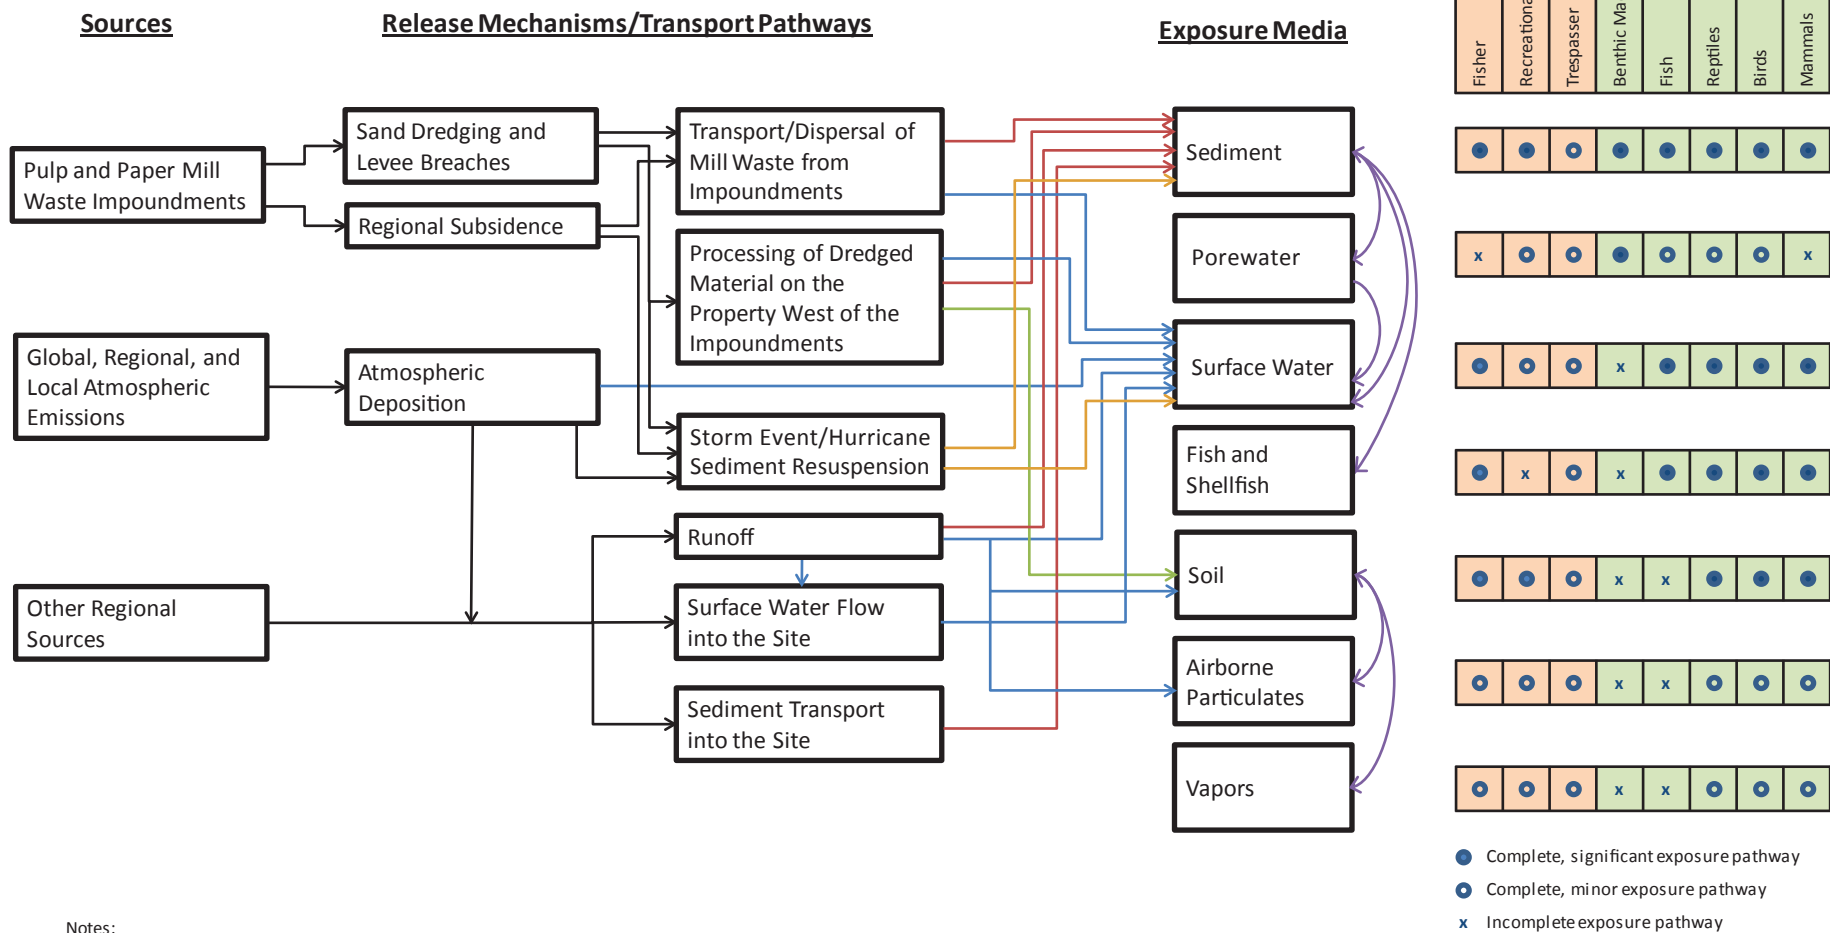 Sources
Release Mechanisms/Transport Pathways
Exposure Media
Fisher
Recreationa
Trespasser
Benthic Ma
Fish
Reptiles
Birds
Mammals
Pulp and Paper Mill
Waste Impoundments
Sand Dredging and
Levee Breaches
Regional Subsidence
Transport/Dispersal of
Mill Waste from
Impoundments
Processing of Dredged
Material on the
Property West of the
Impoundments
Global, Regional, and
Local Atmospheric
Emissions
Atmospheric
Deposition
Storm Event/Hurricane
Sediment Resuspension
Runoff
Other Regional
Sources
Surface Water Flow
into the Site
Sediment Transport
into the Site
Sediment
Porewater
x
x
Surface Water
x
Fish and
Shellfish
x
x
Soil
x
x
Airborne
Particulates
x
x
Vapors
x
x
Complete, significant exposure pathway
Complete, minor exposure pathway
x Incomplete exposure pathway
Notes: